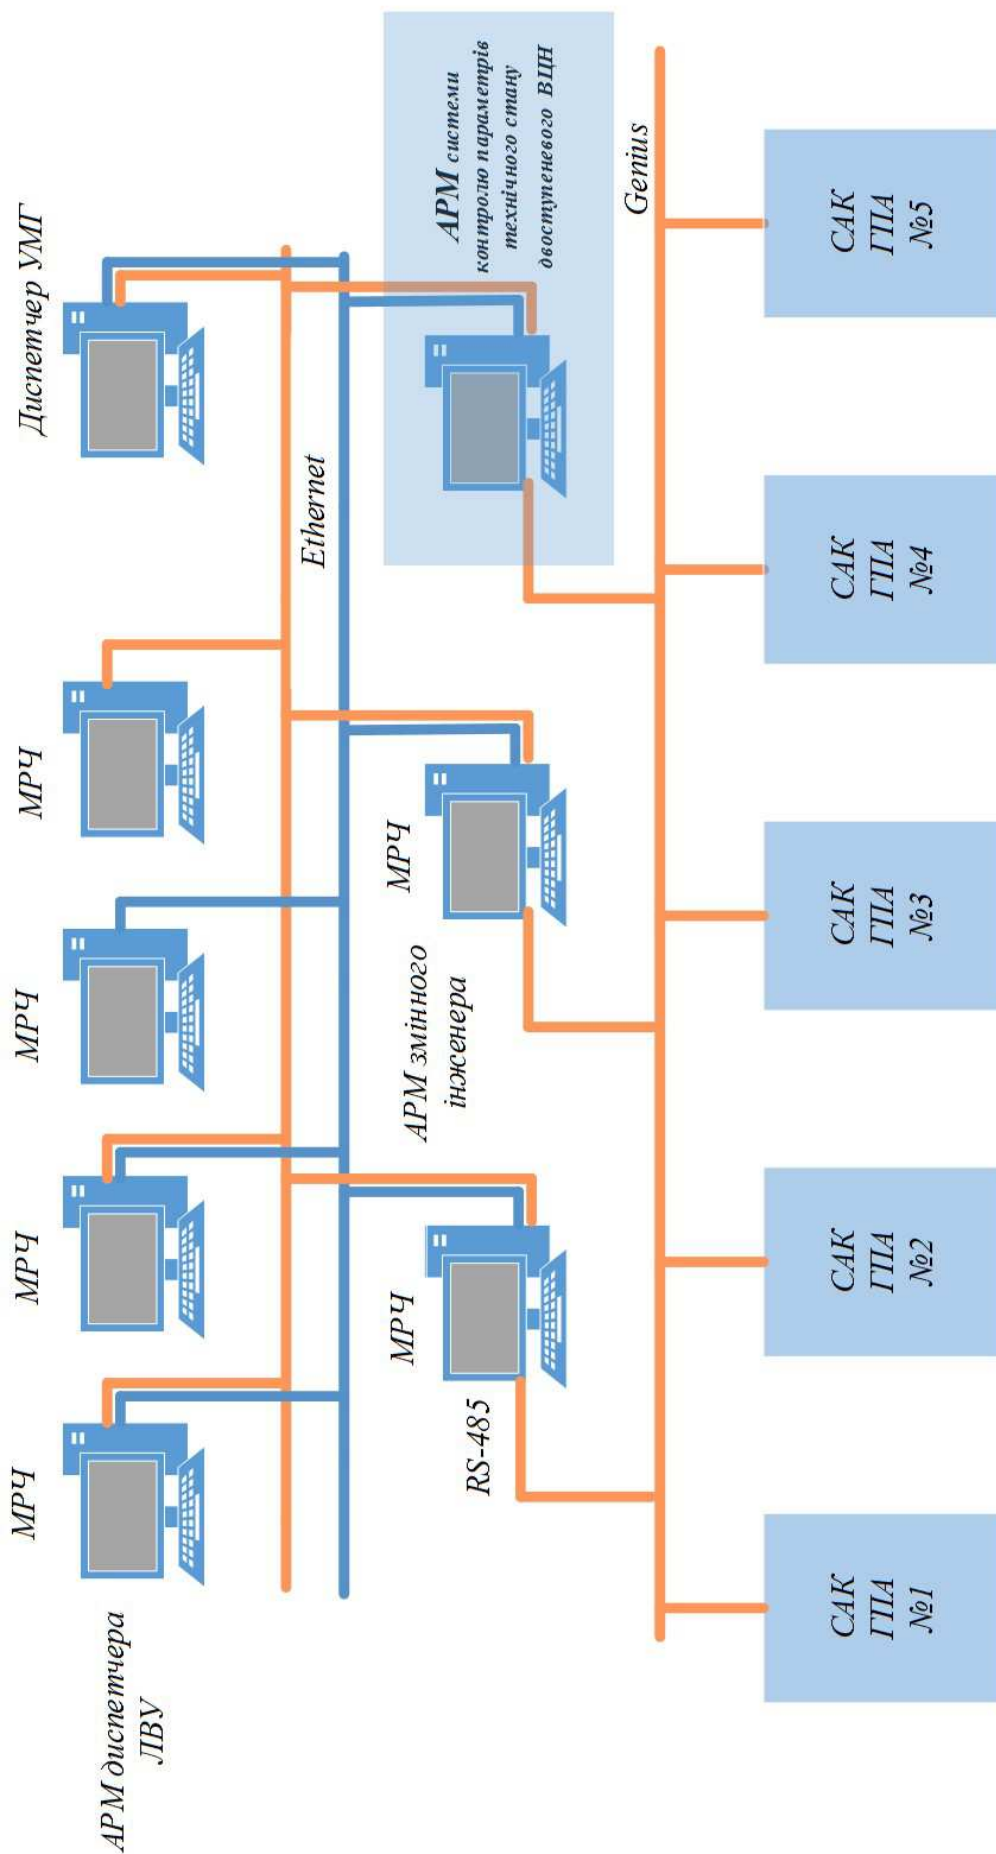 АРМ диспетчера
ЛВУ
МРЧ
МРЧ
МРЧ
МРЧ
Диспетчер УМГ
Ethernet
МРЧ
RS-485
АРМ змінного
інженера
МРЧ
АРМ системи
контролю параметрів
технічного стану
двоступеневого ВЦН
Genius
САК
ГПА
№1
САК
ГПА
№2
САК
ГПА
№3
САК
ГПА
№4
САК
ГПА
№5